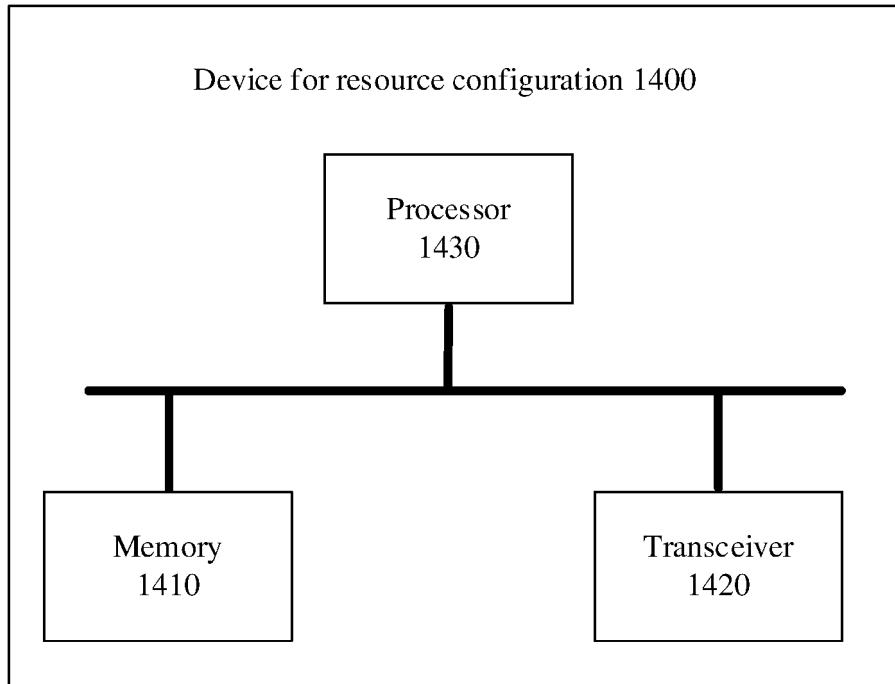 Device for resource configuration 1400
Processor
1430
Memory
1410
Transceiver
1420